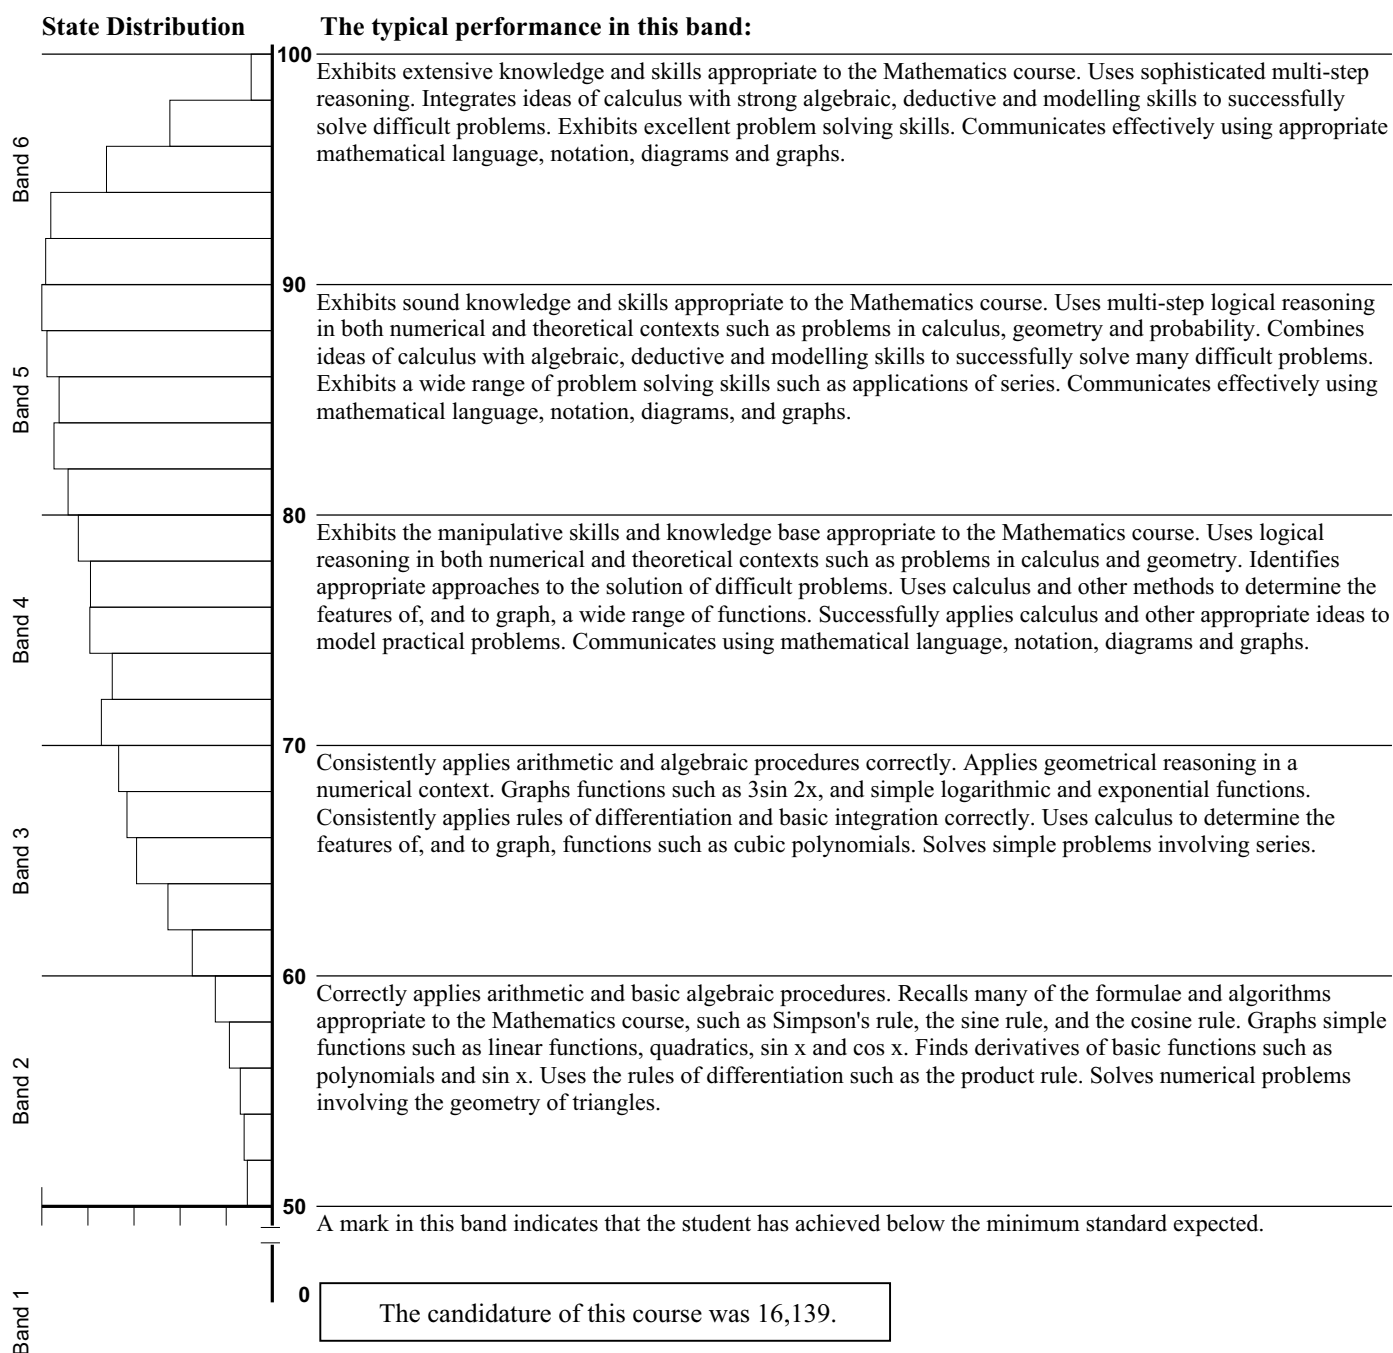 State Distribution
The typical performance in this band:
100
Exhibits extensive knowledge and skills appropriate to the Mathematics course. Uses sophisticated multi-step
reasoning. Integrates ideas of calculus with strong algebraic, deductive and modelling skills to successfully
solve difficult problems. Exhibits excellent problem solving skills. Communicates effectively using appropriate
mathematical language, notation, diagrams and graphs.
Band 6
90
Exhibits sound knowledge and skills appropriate to the Mathematics course. Uses multi-step logical reasoning
in both numerical and theoretical contexts such as problems in calculus, geometry and probability. Combines
ideas of calculus with algebraic, deductive and modelling skills to successfully solve many difficult problems.
Exhibits a wide range of problem solving skills such as applications of series. Communicates effectively using
mathematical language, notation, diagrams, and graphs.
Band 5
80
Exhibits the manipulative skills and knowledge base appropriate to the Mathematics course. Uses logical
reasoning in both numerical and theoretical contexts such as problems in calculus and geometry. Identifies
appropriate approaches to the solution of difficult problems. Uses calculus and other methods to determine the
features of, and to graph, a wide range of functions. Successfully applies calculus and other appropriate ideas to
model practical problems. Communicates using mathematical language, notation, diagrams and graphs.
Band 4
70
Consistently applies arithmetic and algebraic procedures correctly. Applies geometrical reasoning in a
numerical context. Graphs functions such as 3sin 2x, and simple logarithmic and exponential functions.
Consistently applies rules of differentiation and basic integration correctly. Uses calculus to determine the
features of, and to graph, functions such as cubic polynomials. Solves simple problems involving series.
Band 3
60
Correctly applies arithmetic and basic algebraic procedures. Recalls many of the formulae and algorithms
appropriate to the Mathematics course, such as Simpson's rule, the sine rule, and the cosine rule. Graphs simple
functions such as linear functions, quadratics, sin x and cos x. Finds derivatives of basic functions such as
polynomials and sin x. Uses the rules of differentiation such as the product rule. Solves numerical problems
involving the geometry of triangles.
Band 2
50
A mark in this band indicates that the student has achieved below the minimum standard expected.
0
Band 1
The candidature of this course was 16,139.